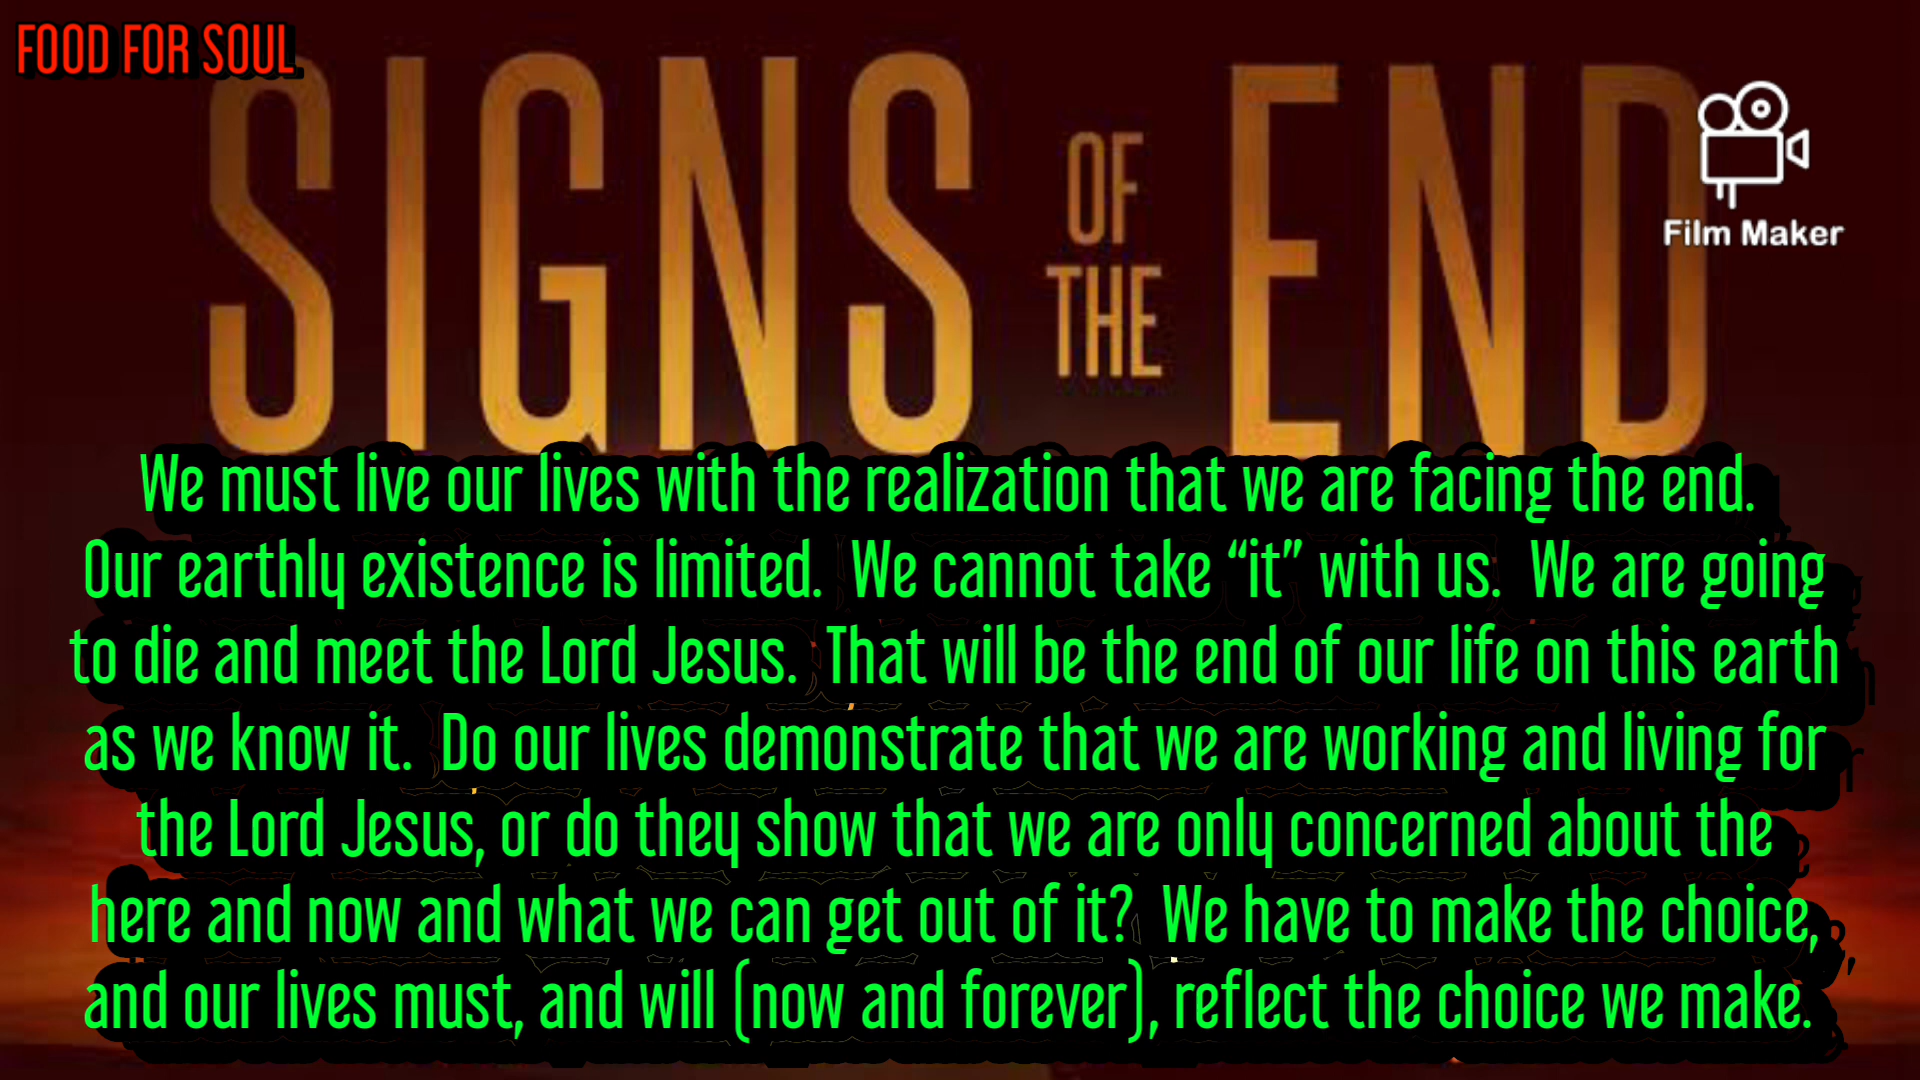 FOOD FOR SOUL
SIGNS OF THE END
Film Maker
We must live our lives with the realization that we are facing the end.
Our earthly existence is limited.  We cannot take “it” with us.  We are going
to die and meet the Lord Jesus.  That will be the end of our life on this earth
as we know it.  Do our lives demonstrate that we are working and living for
the Lord Jesus, or do they show that we are only concerned about the
here and now and what we can get out of it?  We have to make the choice,
and our lives must, and will (now and forever), reflect the choice we make.